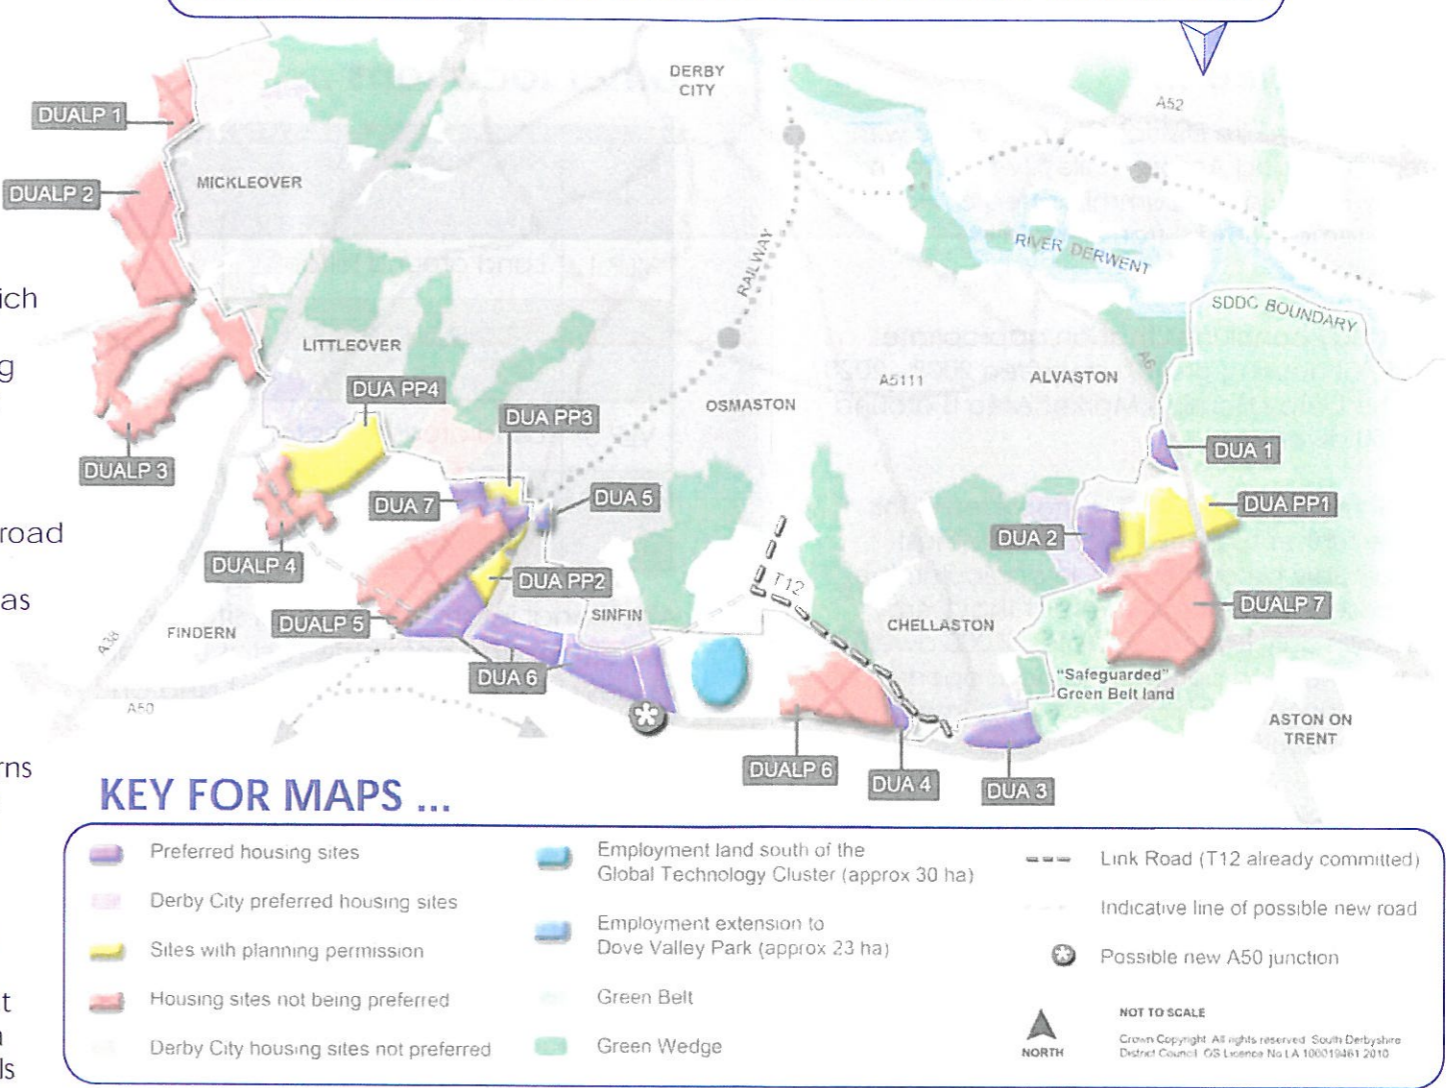 DERBY
CITY
A52
DUALP 1
MICKLEOVER
DUALP 2
RAILWAY
RIVER DERWENT
SDDC BOUNDARY
ich
LITTLEOVER
g
DUA PP4
A5111
ALVASTON
A6
OSMASTON
DUA PP3
DUALP 3
DUA 1
DUA 7
DUA 5
DUA PP1
road
DUA 2
DUALP 4
DUA PP2
T12
as
SINFIN
DUALP 7
FINDERN
DUALP 5
CHELLASTON
A38
DUA 6
"Safeguarded"
Green Belt land
A50
ASTON ON
TRENT
rns
DUALP 6
DUA 4
DUA 3
KEY FOR MAPS ...
Preferred housing sites
Derby City preferred housing sites
Sites with planning permission
Housing sites not being preferred
Derby City housing sites not preferred
Employment land south of the
Global Technology Cluster (approx 30 ha)
Employment extension to
Dove Valley Park (approx 23 ha)
Green Belt
Green Wedge
Link Road (T12 already committed)
Indicative line of possible new road
Possible new A50 junction
NORTH
NOT TO SCALE
Crown Copyright. All rights reserved. South Derbyshire
District Council. OS Licence No LA 100019461.2010
t
ls